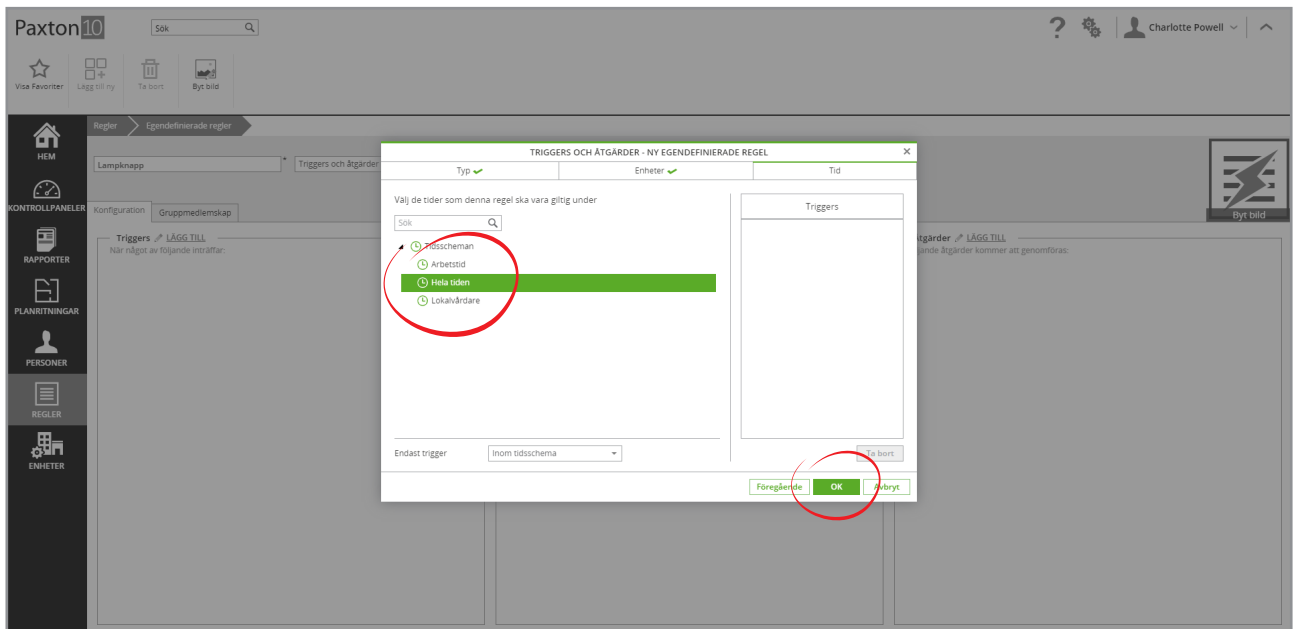 Paxton10
Sök
Charlotte Powell
Visa Favoriter
Lägg till ny
Ta bort
Byt bild
Regler
Egendefinierade regler
HEM
KONTROLLPANELER
RAPPORTER
PLANRITNINGAR
PERSONER
REGLER
ENHETER
Lampknapp
*
Triggers och åtgärder
Byt bild
Konfiguration
Gruppmedlemskap
Triggers LÄGG TILL
När något av följande inträffar:
TRIGGERS OCH ÅTGÄRDER - NY EGENDEFINIERADE REGEL
Typ
Enheter
Tid
Välj de tider som denna regel ska vara giltig under
Sök
Tidsscheman
Arbetstid
Hela tiden
Lokalvårdare
Endast trigger
Inom tidsschema
Triggers
Ta bort
Föregående
OK
Avbryt
tgärder LÄGG TILL
jande åtgärder kommer att genomföras: